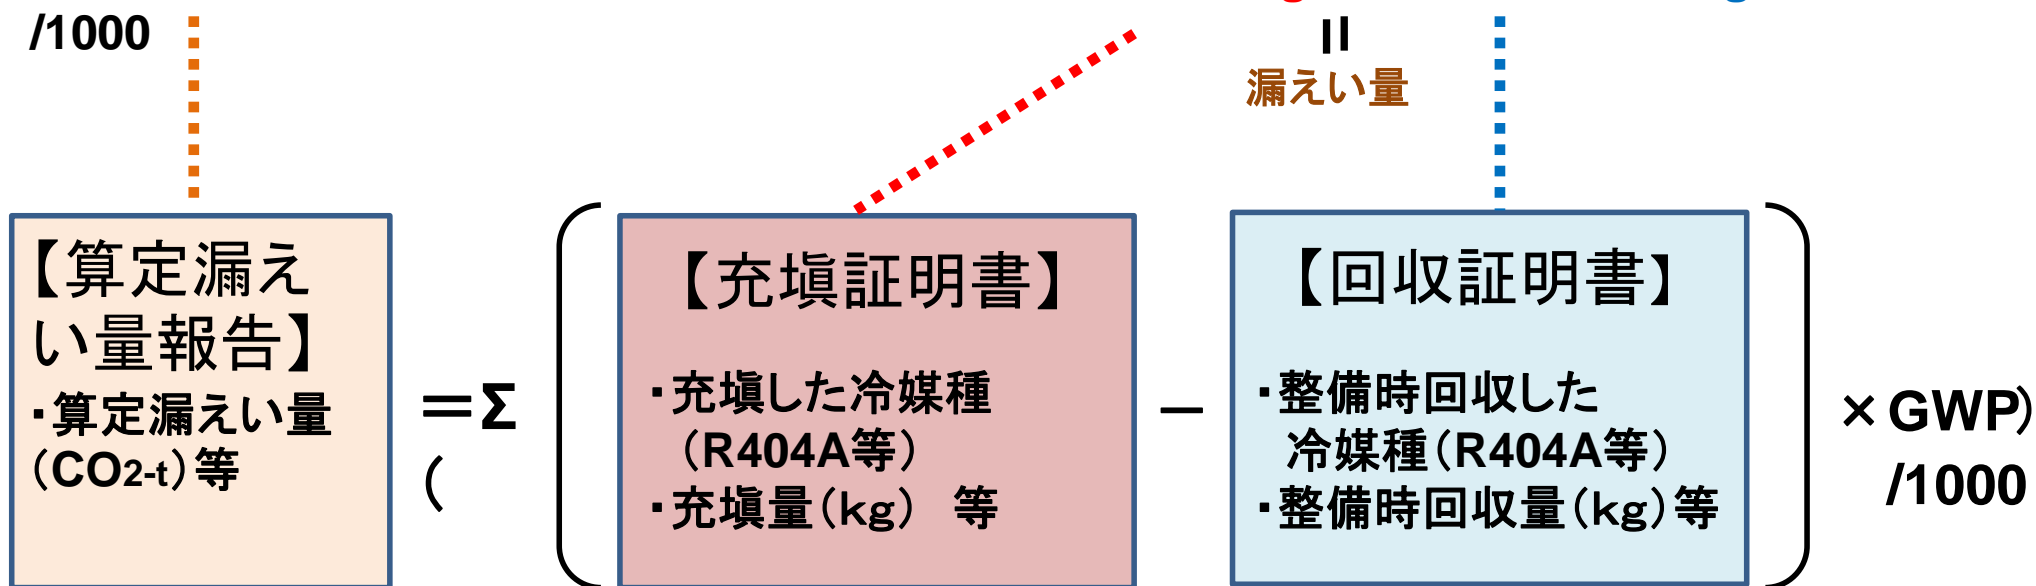 /1000
=
漏えい量
【算定漏え
い量報告】
・算定漏えい量
(CO2-t)等
=Σ
(
【充塡証明書】
・充塡した冷媒種
(R404A等)
・充塡量(kg) 等
－
【回収証明書】
・整備時回収した
冷媒種(R404A等)
・整備時回収量(kg)等
×GWP)
/1000